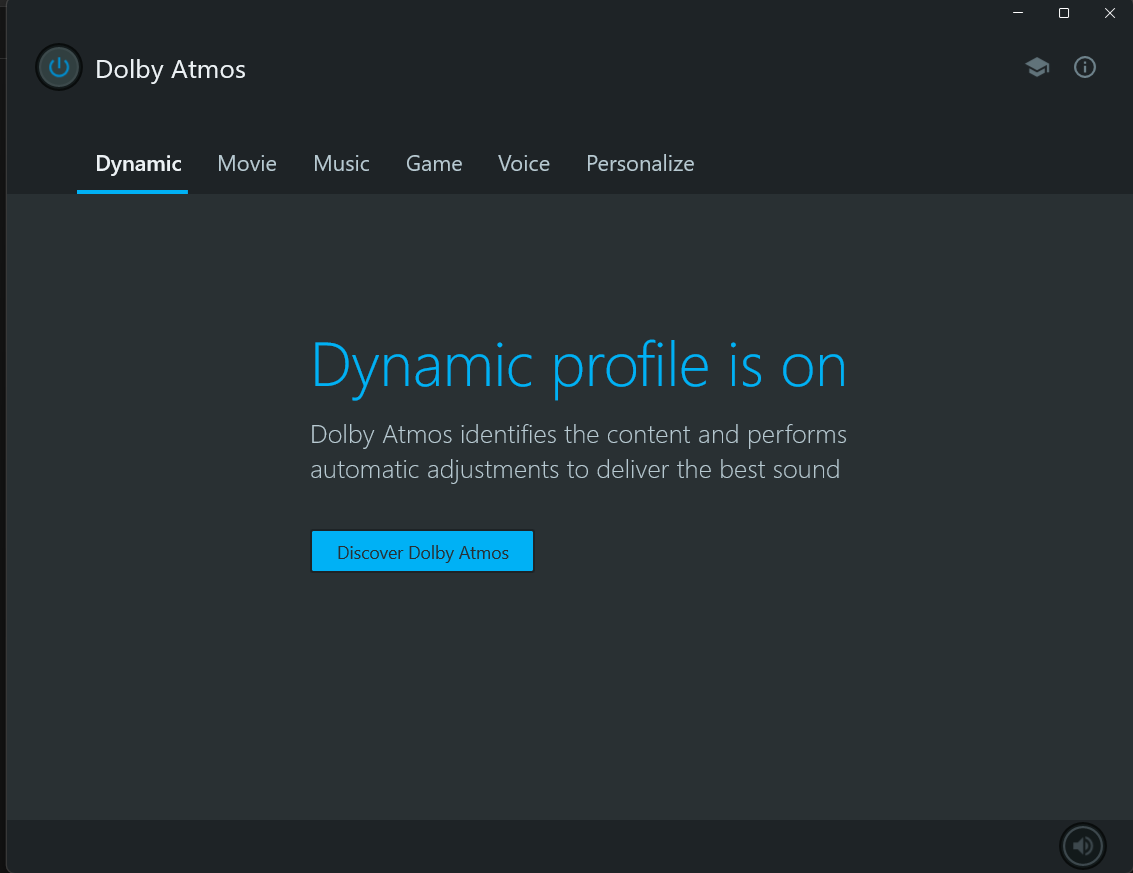 Dolby Atmos
Dynamic Movie Music Game Voice Personalize
Dynamic profile is on
Dolby Atmos identifies the content and performs
automatic adjustments to deliver the best sound
Discover Dolby Atmos